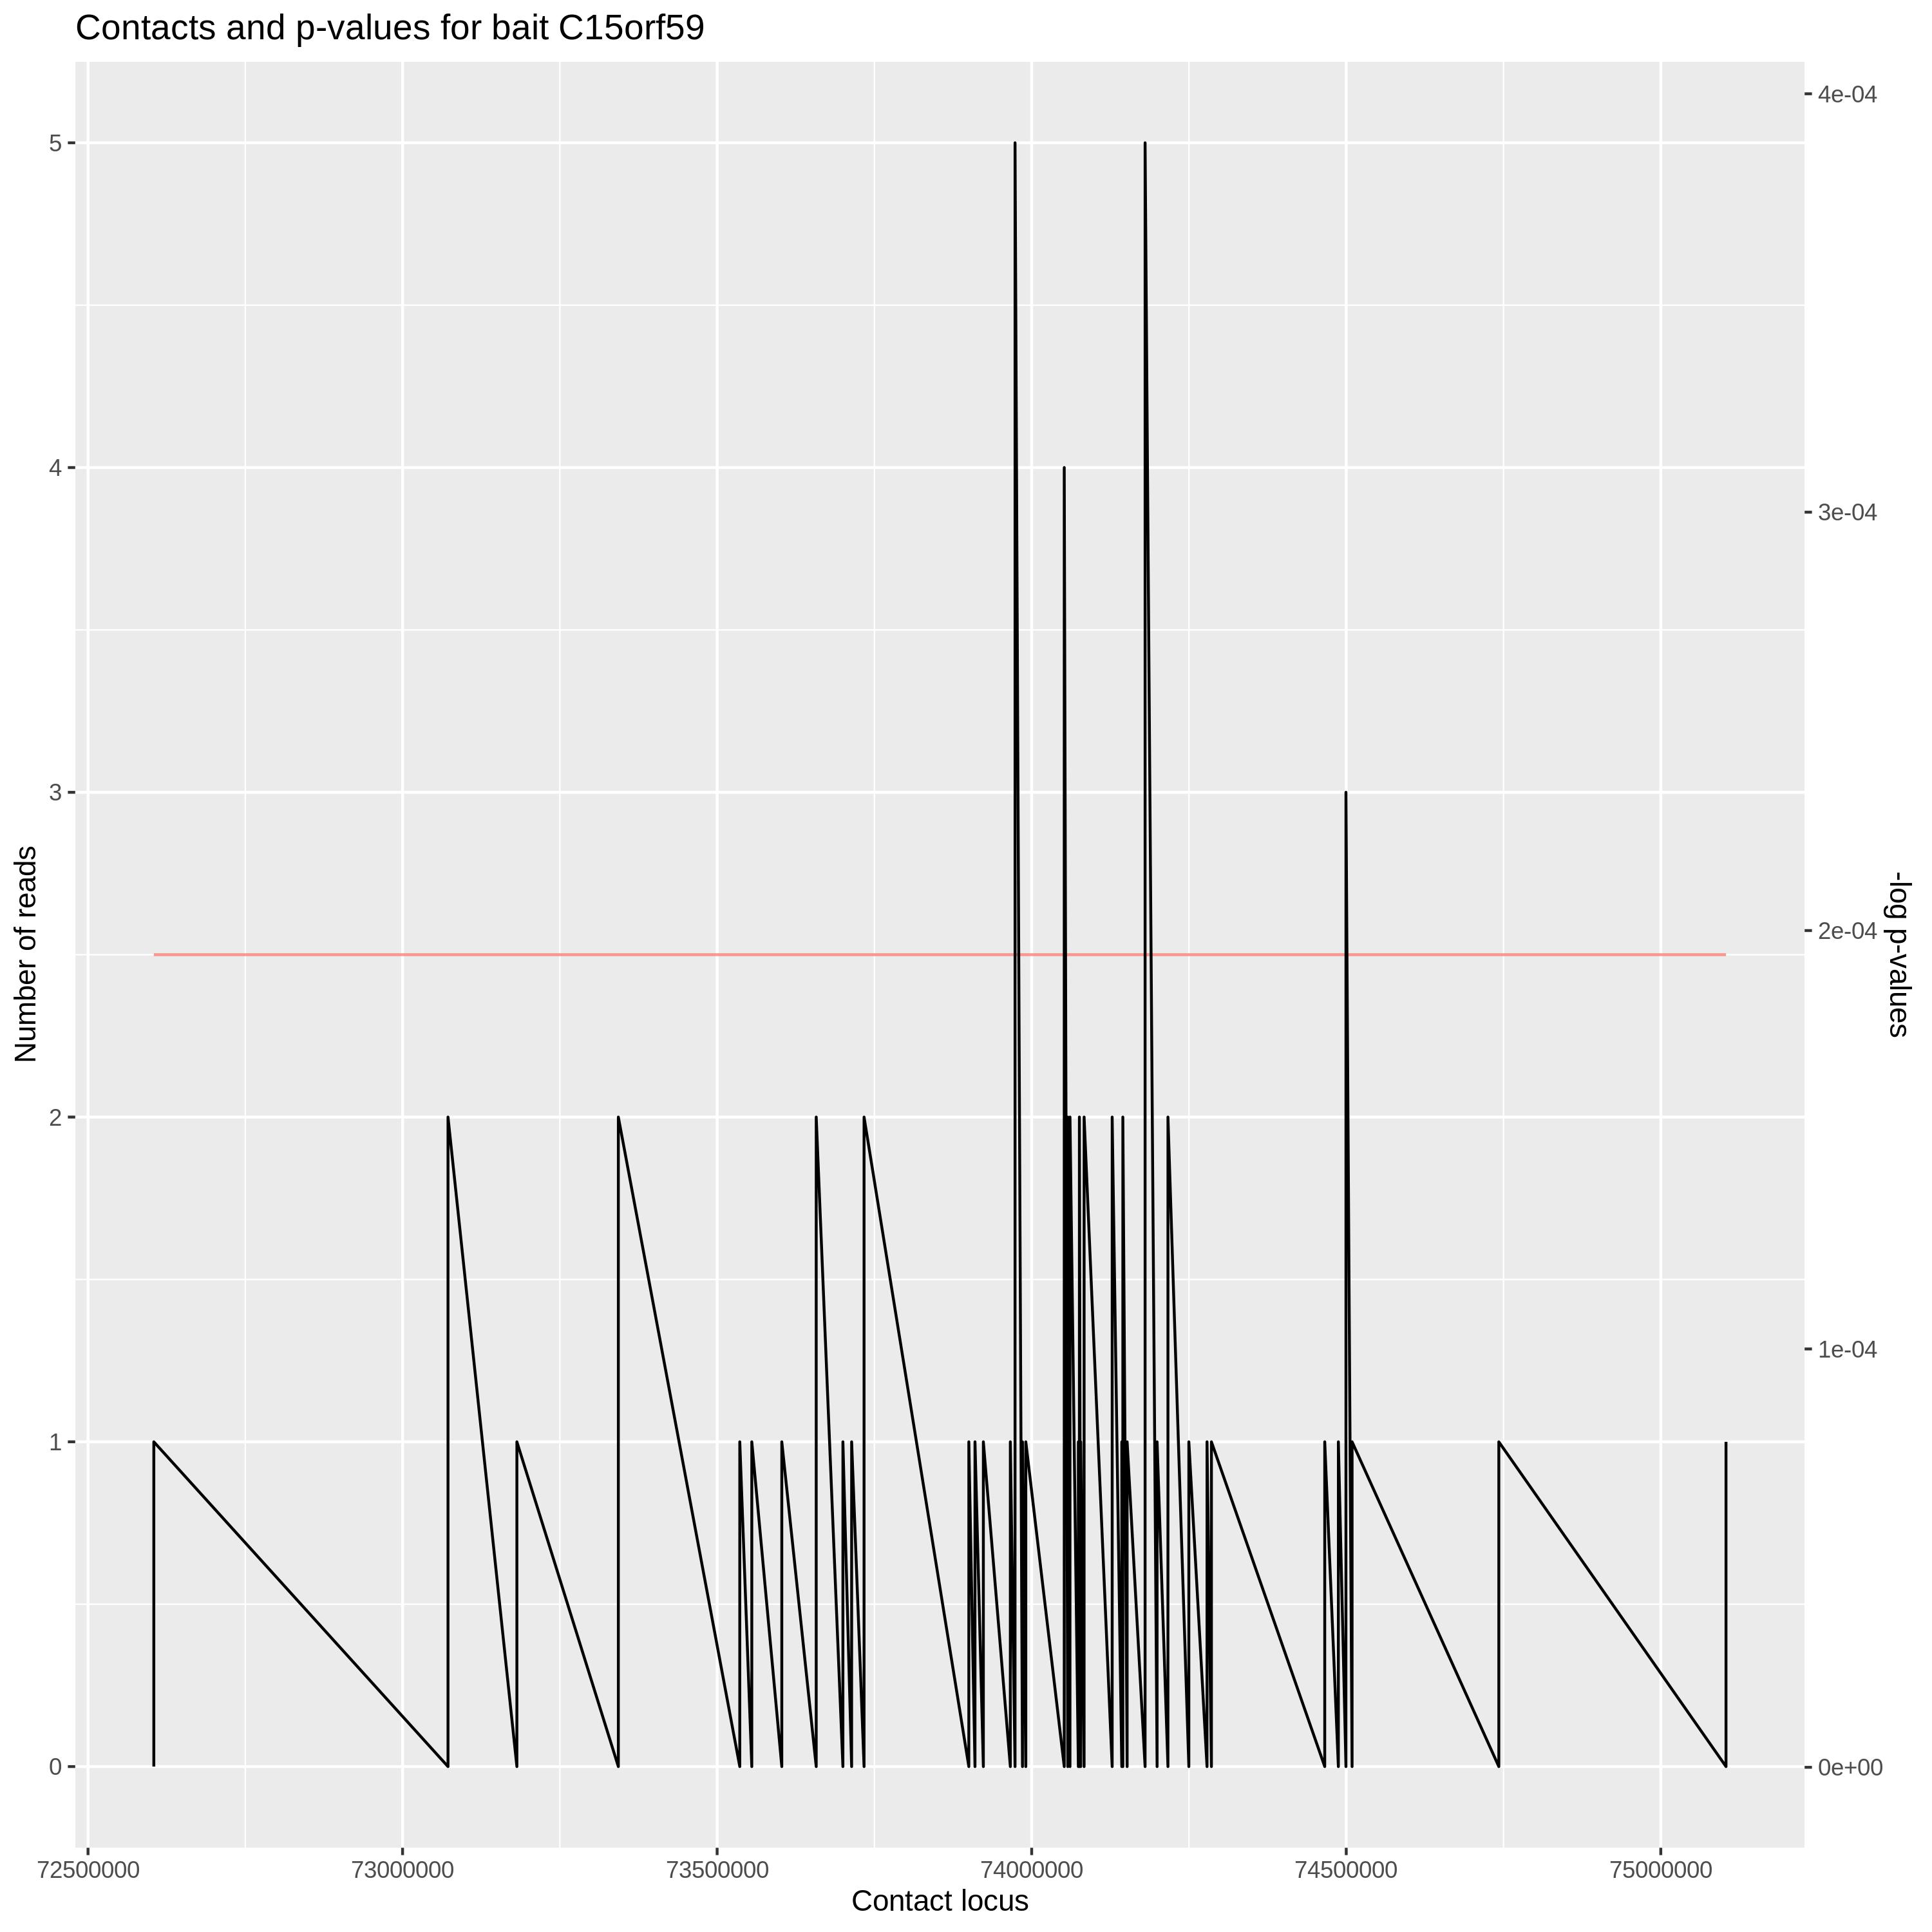 Contacts and p-values for bait C15orf59
5
4
3
2
1
0
Number of reads
4e-04
3e-04
2e-04
1e-04
0e+00
-log p-values
72500000 73000000 73500000 74000000 74500000 75000000
Contact locus